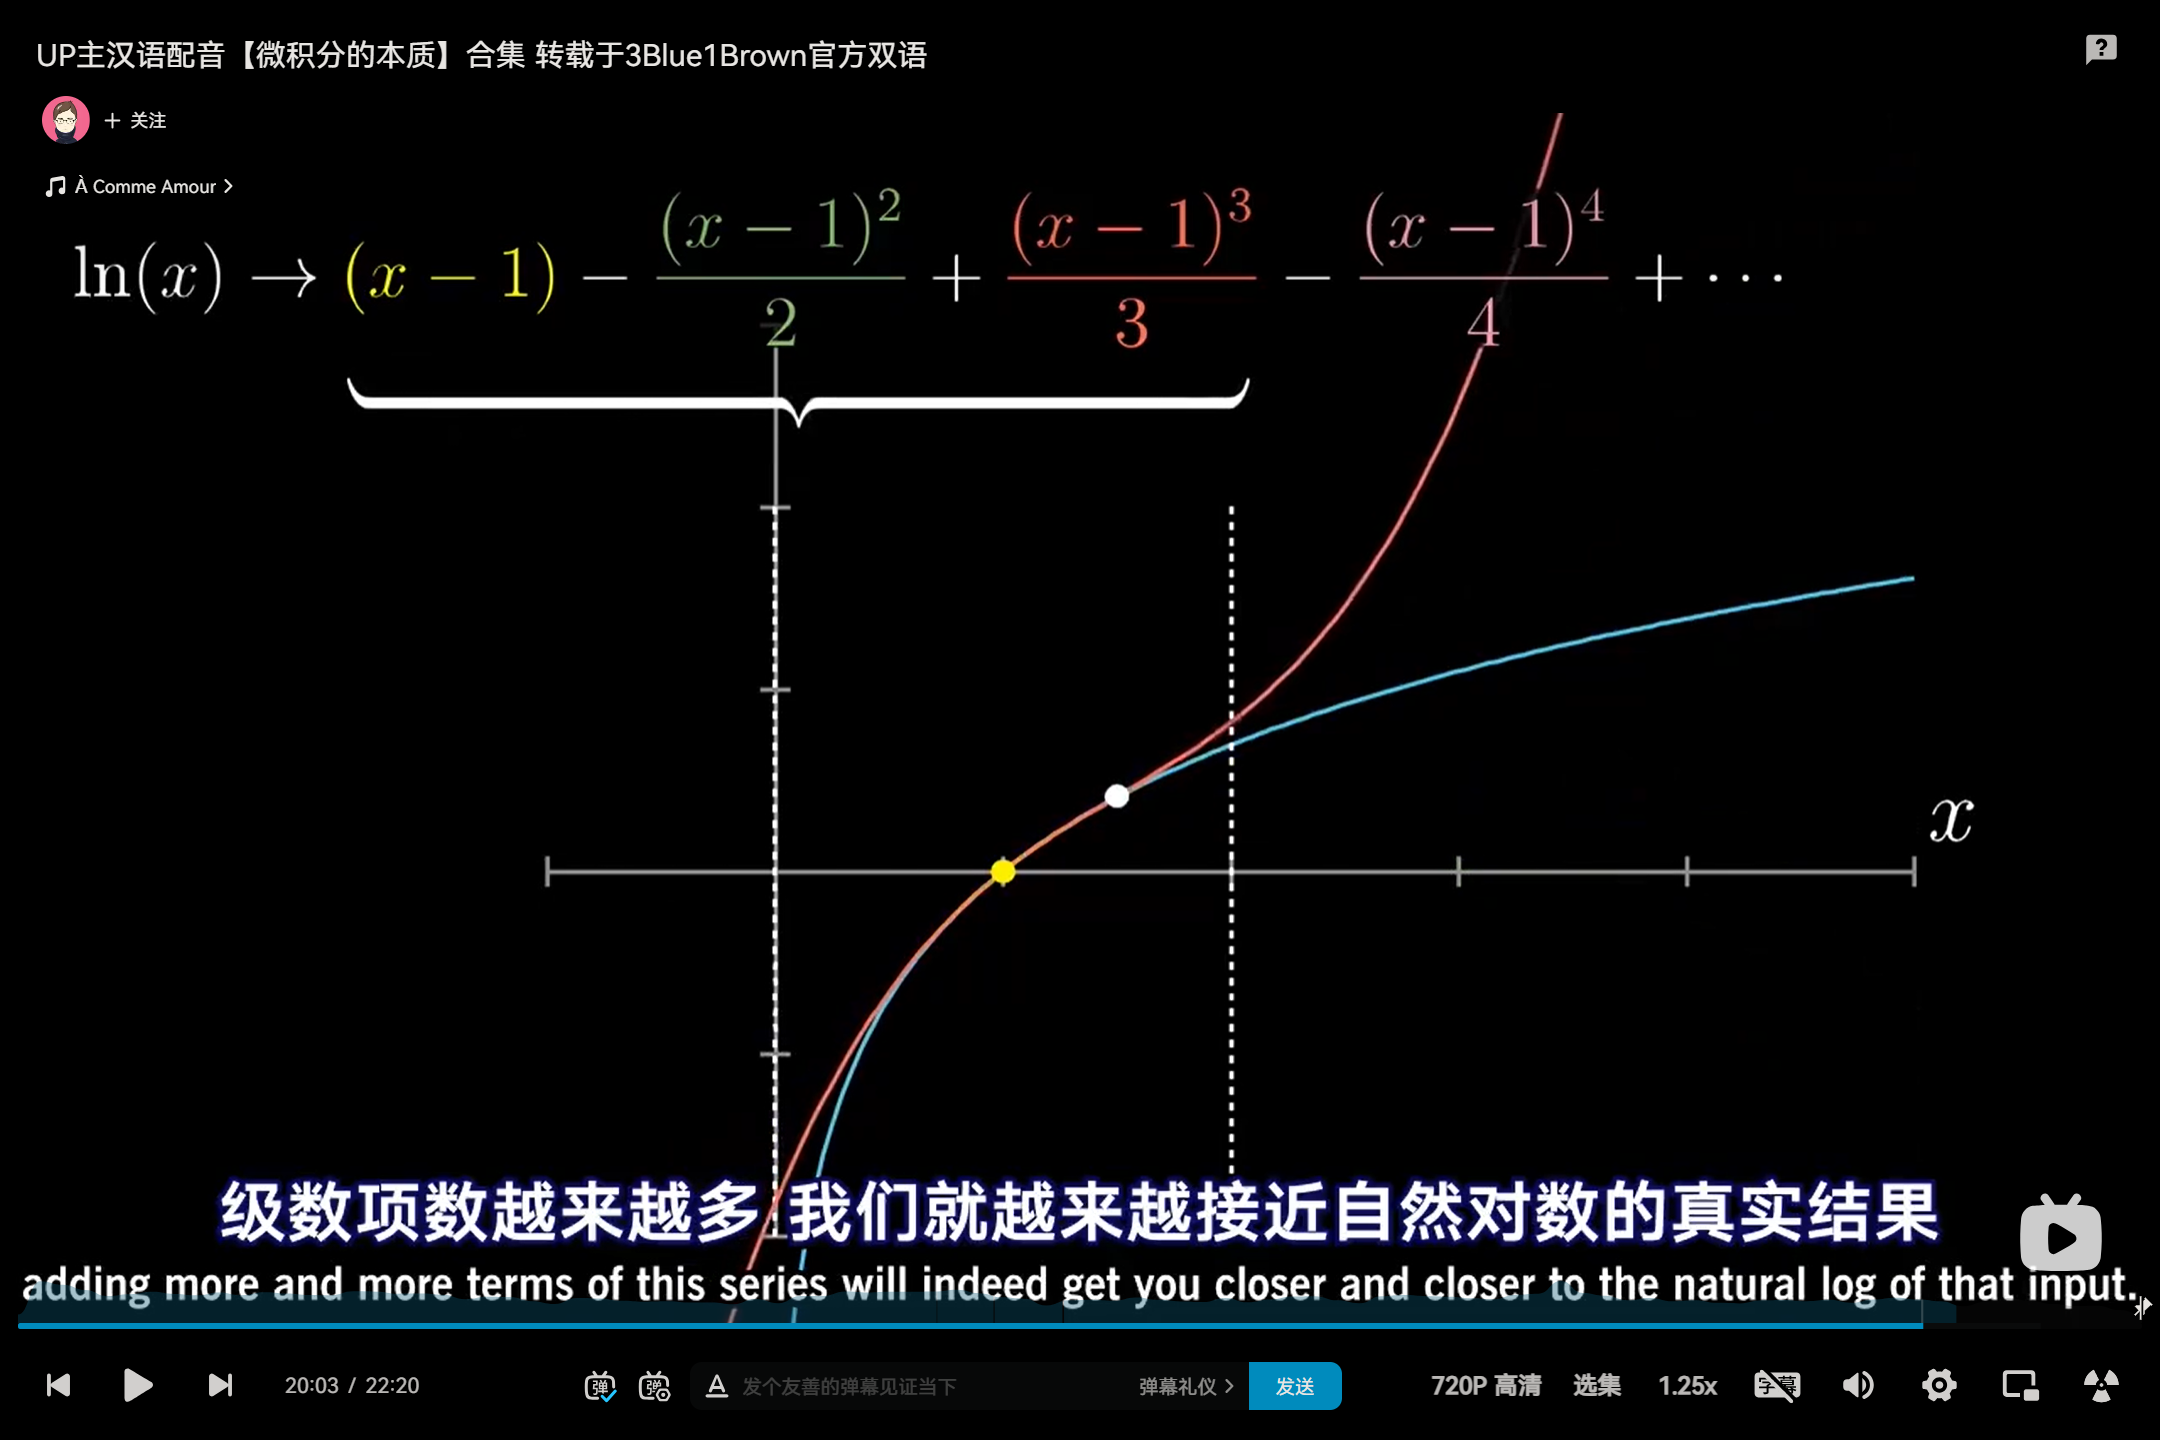 UP主汉语配音【微积分的本质】合集 转载于3Blue1Brown官方双语
+ 关注
À Comme Amour
ln(x) → (x − 1) − (x − 1)²/2 + (x − 1)³/3 − (x − 1)⁴/4 + ⋯
x
级数项数越来越多 我们就越来越接近自然对数的真实结果
adding more and more terms of this series will indeed get you closer and closer to the natural log of that input.
20:03 / 22:20 弹 弹 A 发个友善的弹幕见证当下 弹幕礼仪 发送 720P 高清 选集 1.25x 字幕